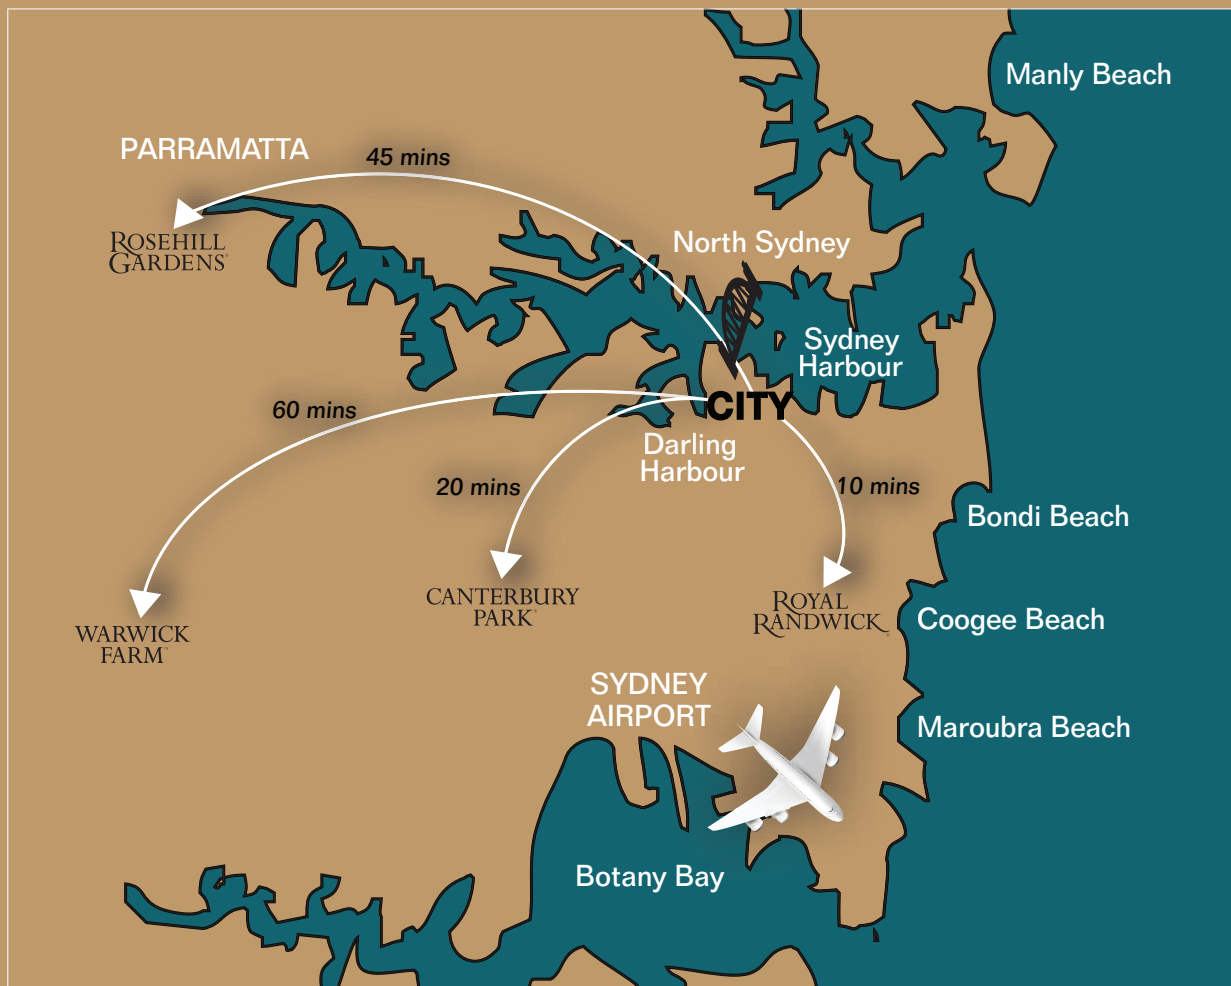 Manly Beach
PARRAMATTA
45 mins
ROSEHILL
GARDENS
North Sydney
Sydney
Harbour
60 mins
CITY
Darling
Harbour
20 mins
10 mins
Bondi Beach
CANTERBURY
PARK
ROYAL
RANDWICK
Coogee Beach
WARWICK
FARM
SYDNEY
AIRPORT
Maroubra Beach
Botany Bay